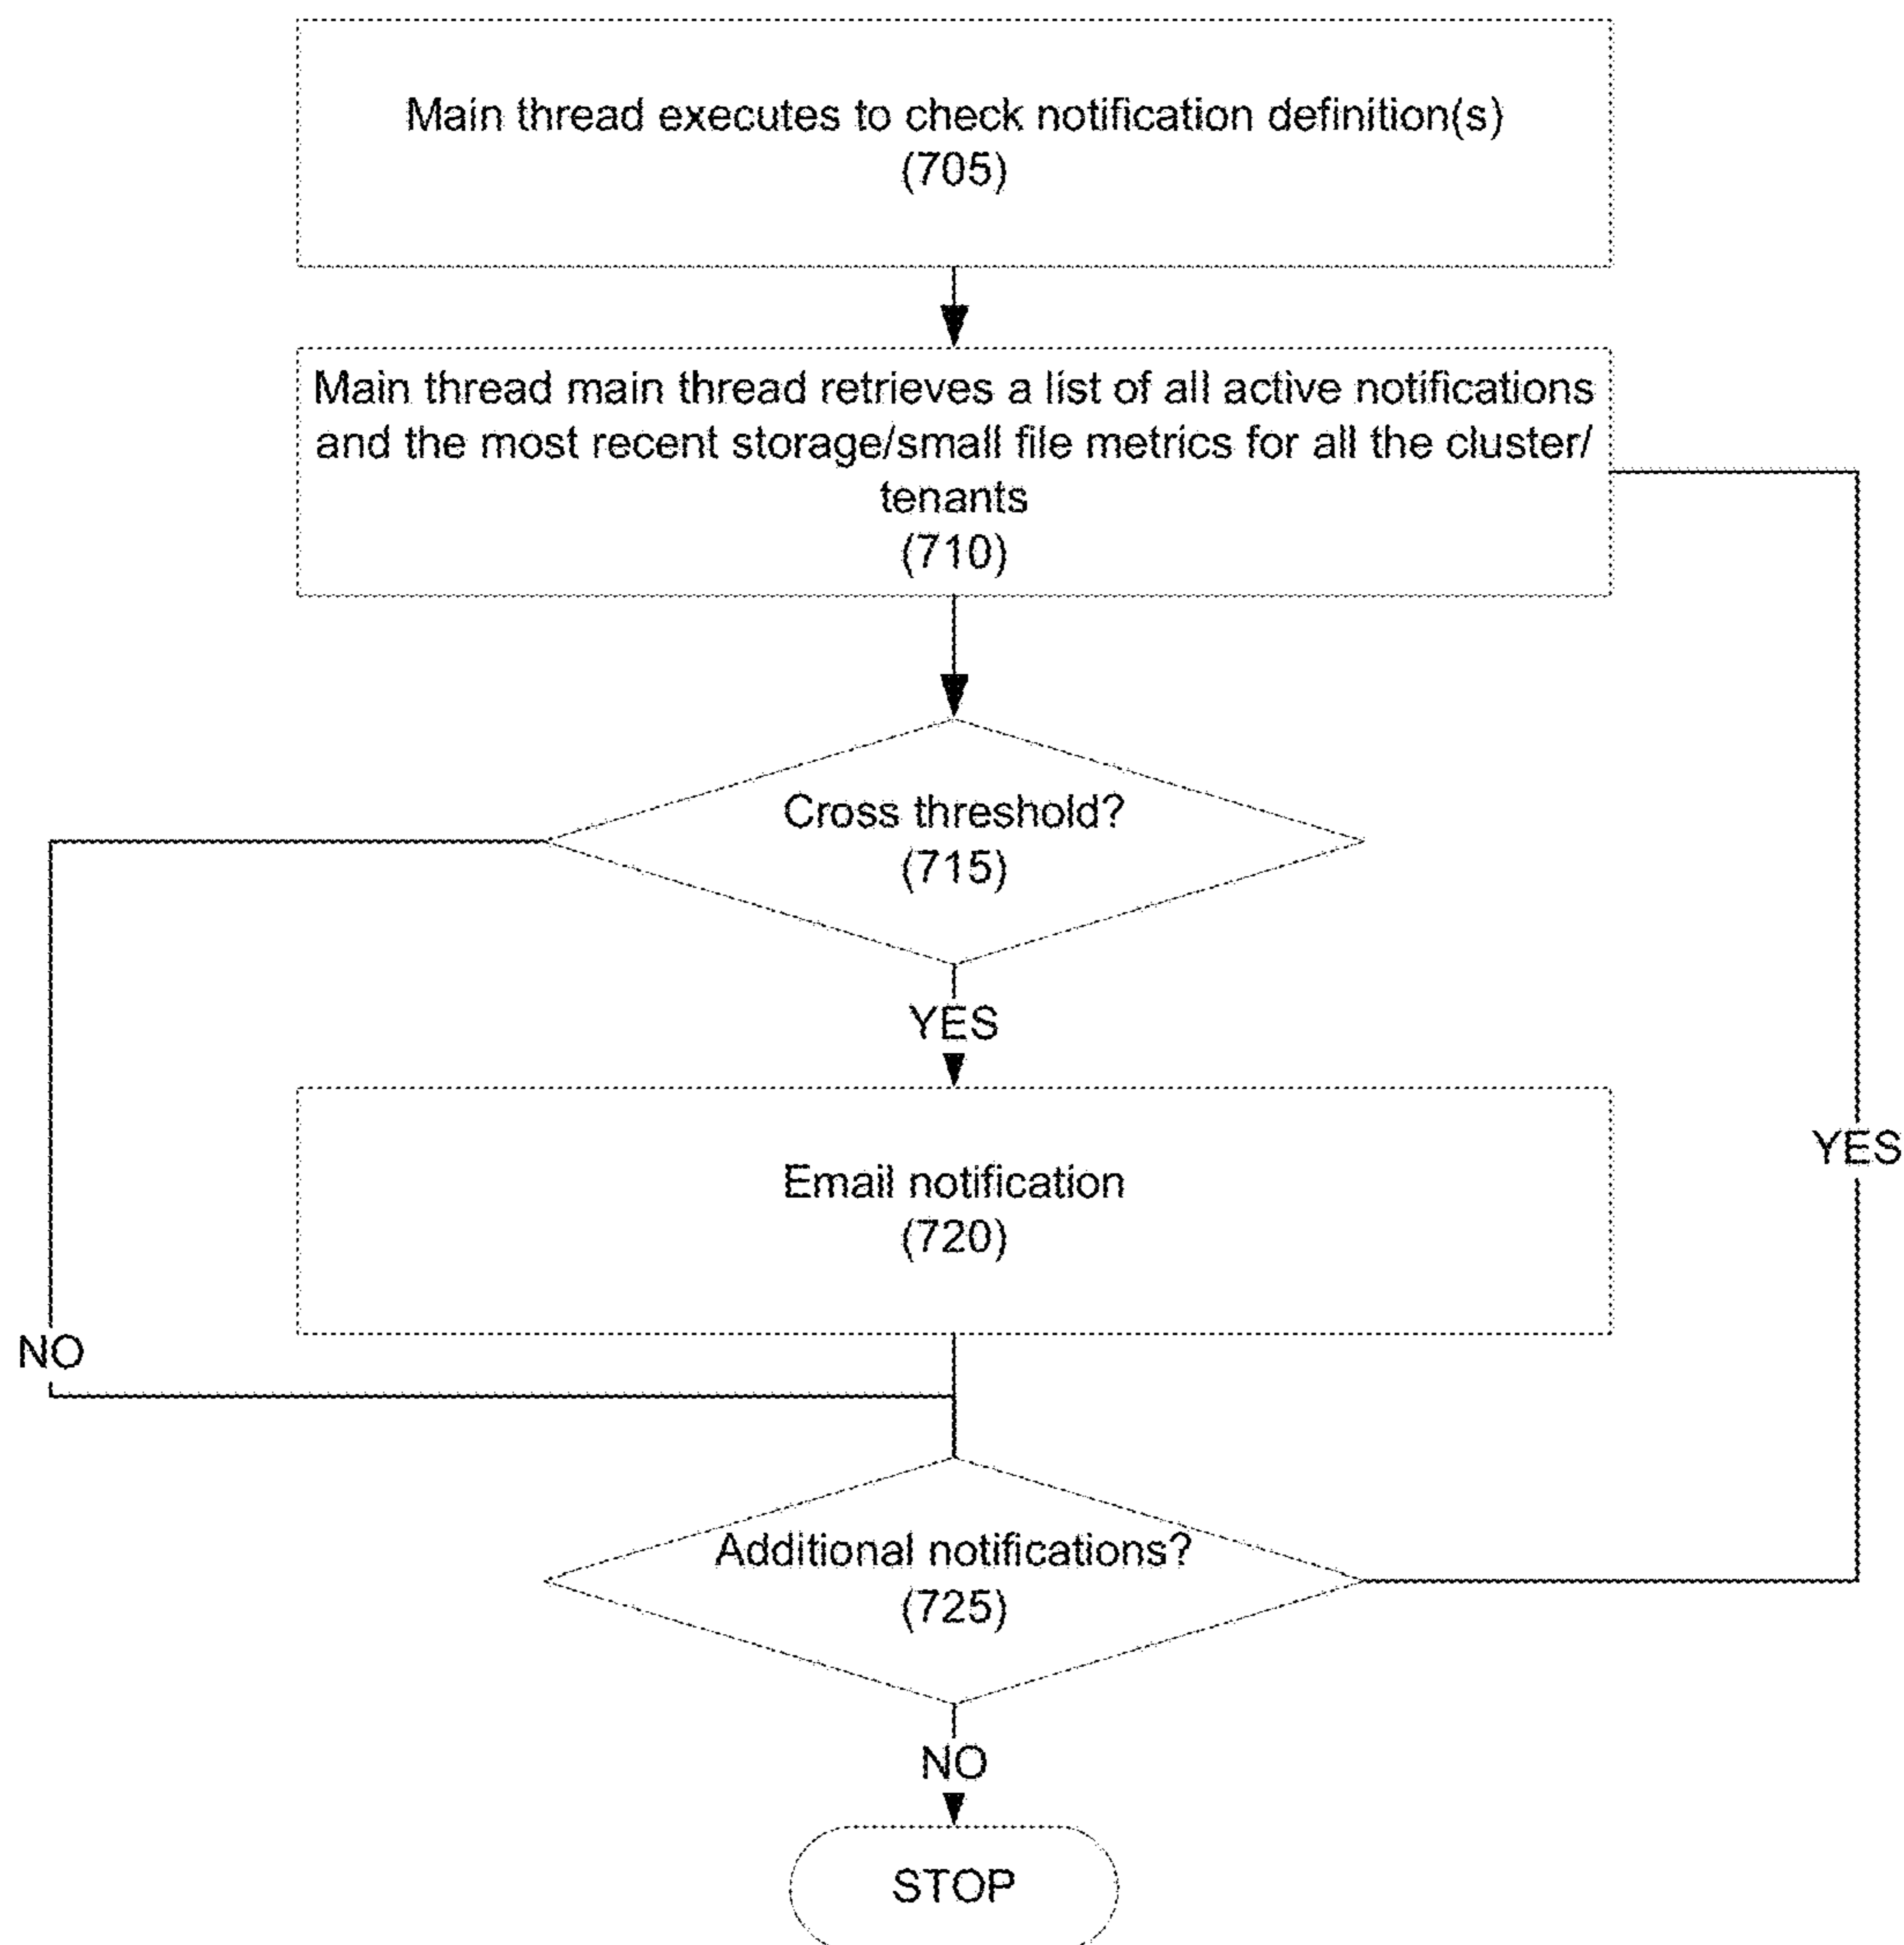 Main thread executes to check notification definition(s)
(705)
Main thread main thread retrieves a list of all active notifications
and the most recent storage/small file metrics for all the cluster/
tenants
(710)
Cross threshold?
(715)
YES
YES
Email notification
(720)
NO
Additional notifications?
(725)
NO
STOP